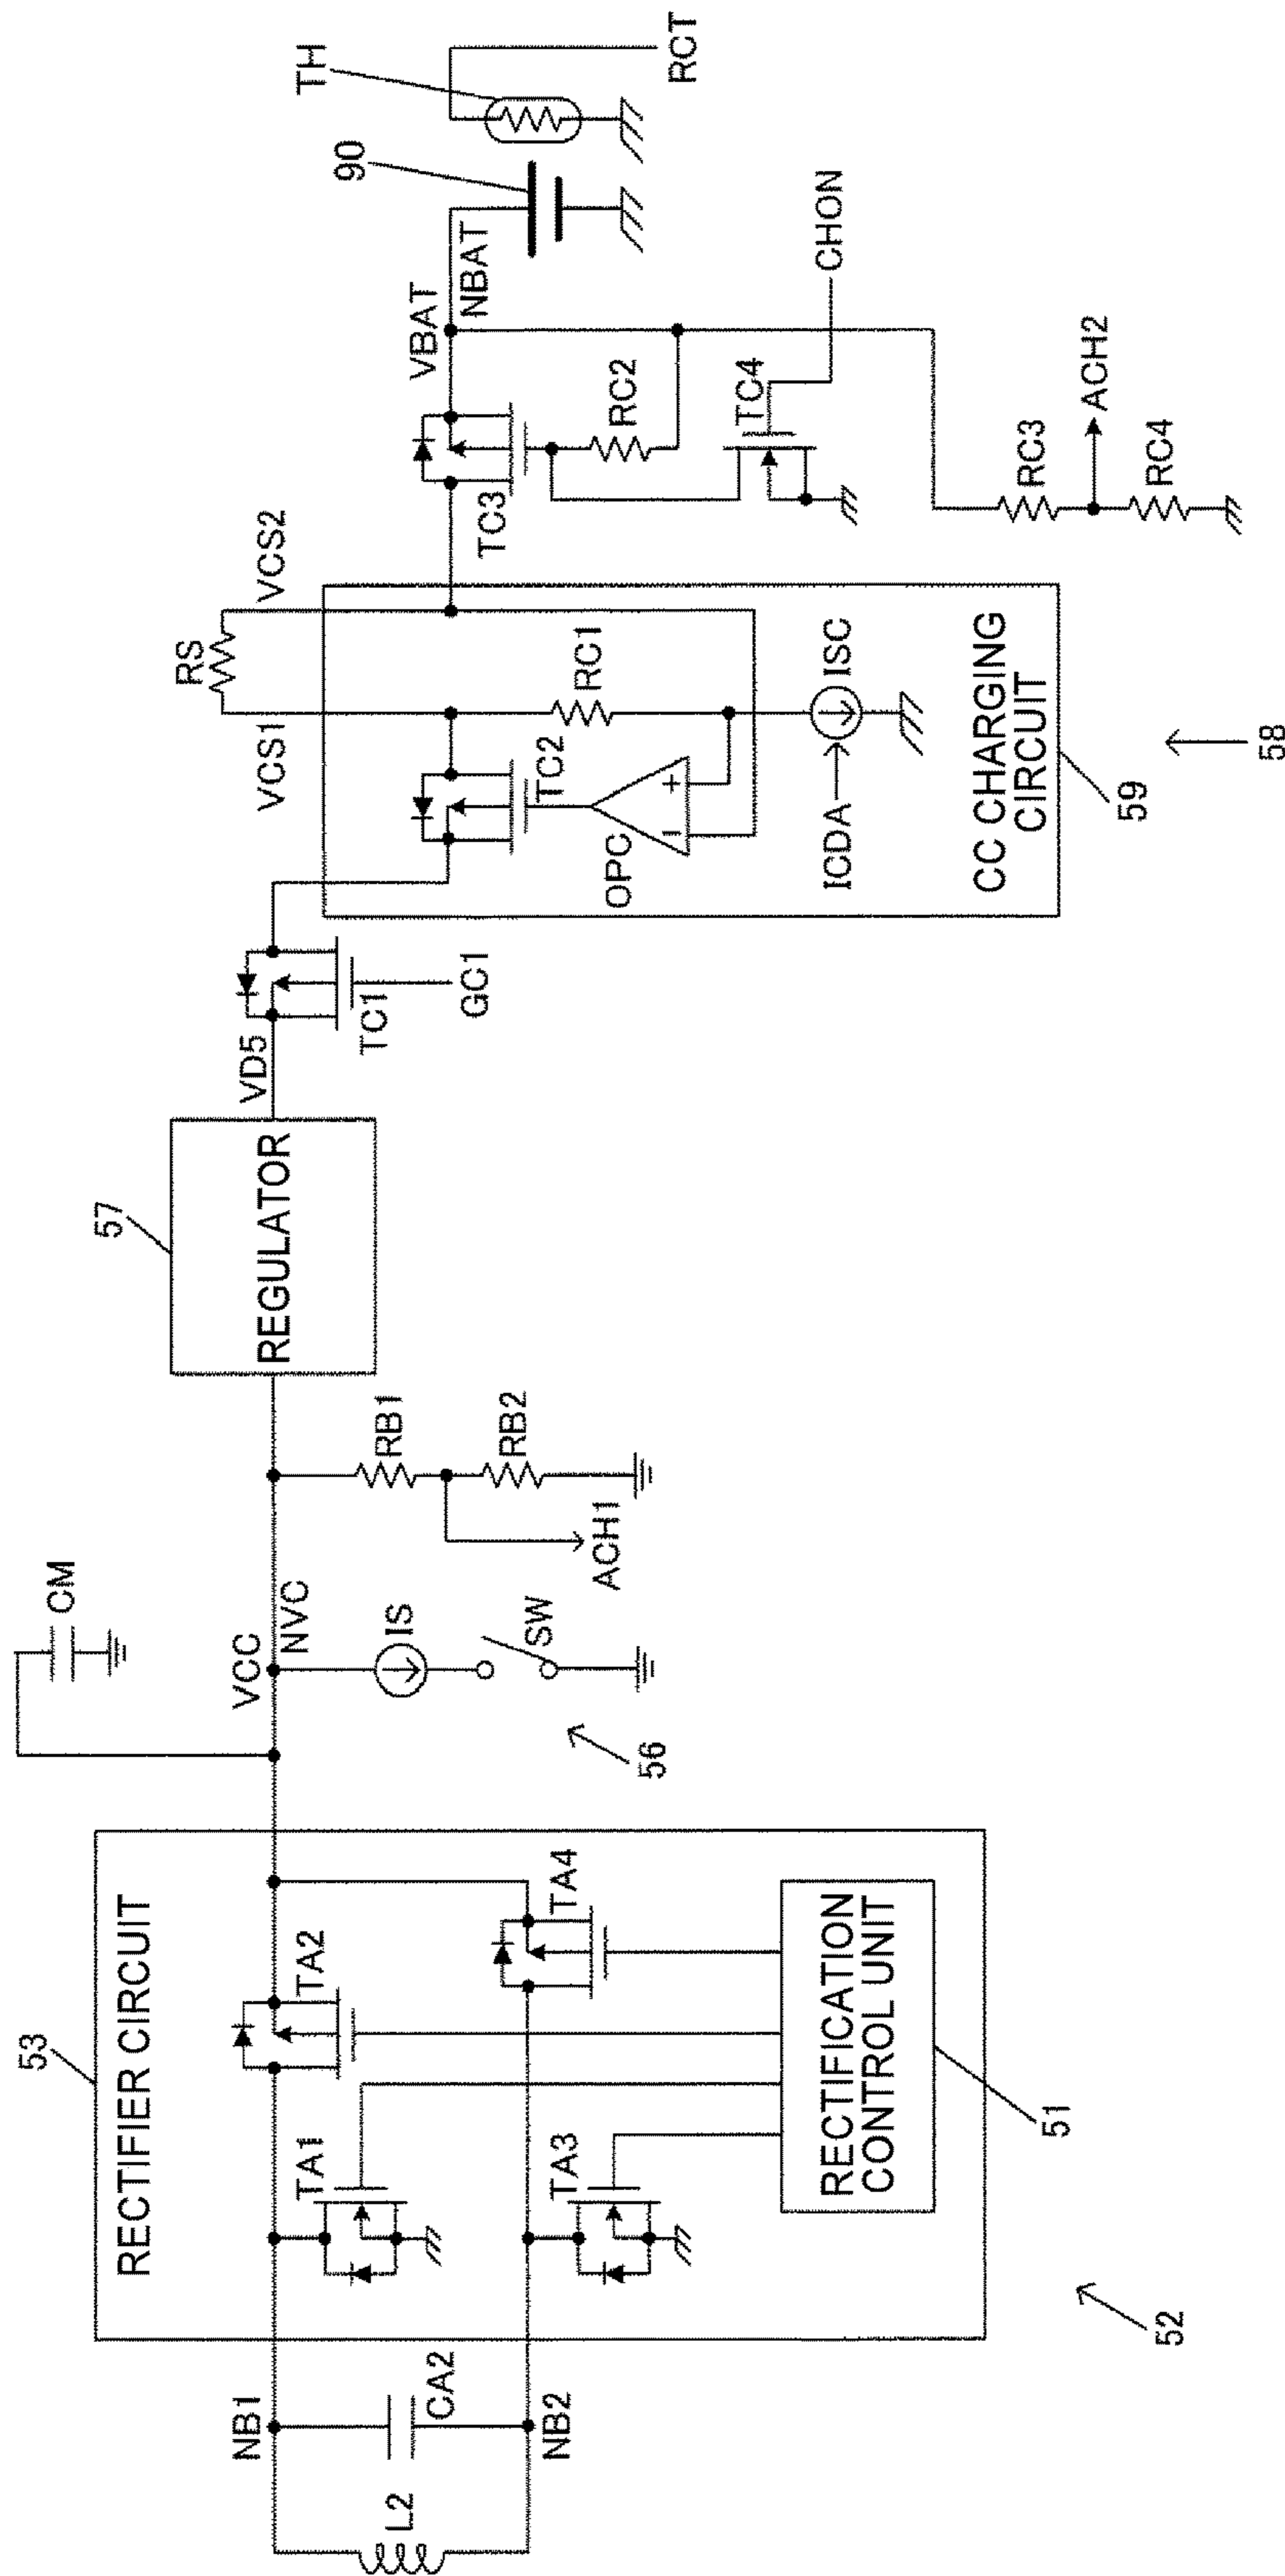 53
RECTIFIER CIRCUIT
NB1
L2
CA2
NB2
TA1
TA2
TA3
TA4
RECTIFICATION
CONTROL UNIT
51
52
CM
VCC
NVC
IS
SW
56
RB1
RB2
ACH1
57
REGULATOR
VD5
TC1
GC1
VCS1
RS
VCS2
TC2
RC1
OPC
ICDA
ISC
CC CHARGING
CIRCUIT
59
58
TC3
VBAT
NBAT
RC2
TC4
CHON
RC3
ACH2
RC4
90
TH
RCT
+
−